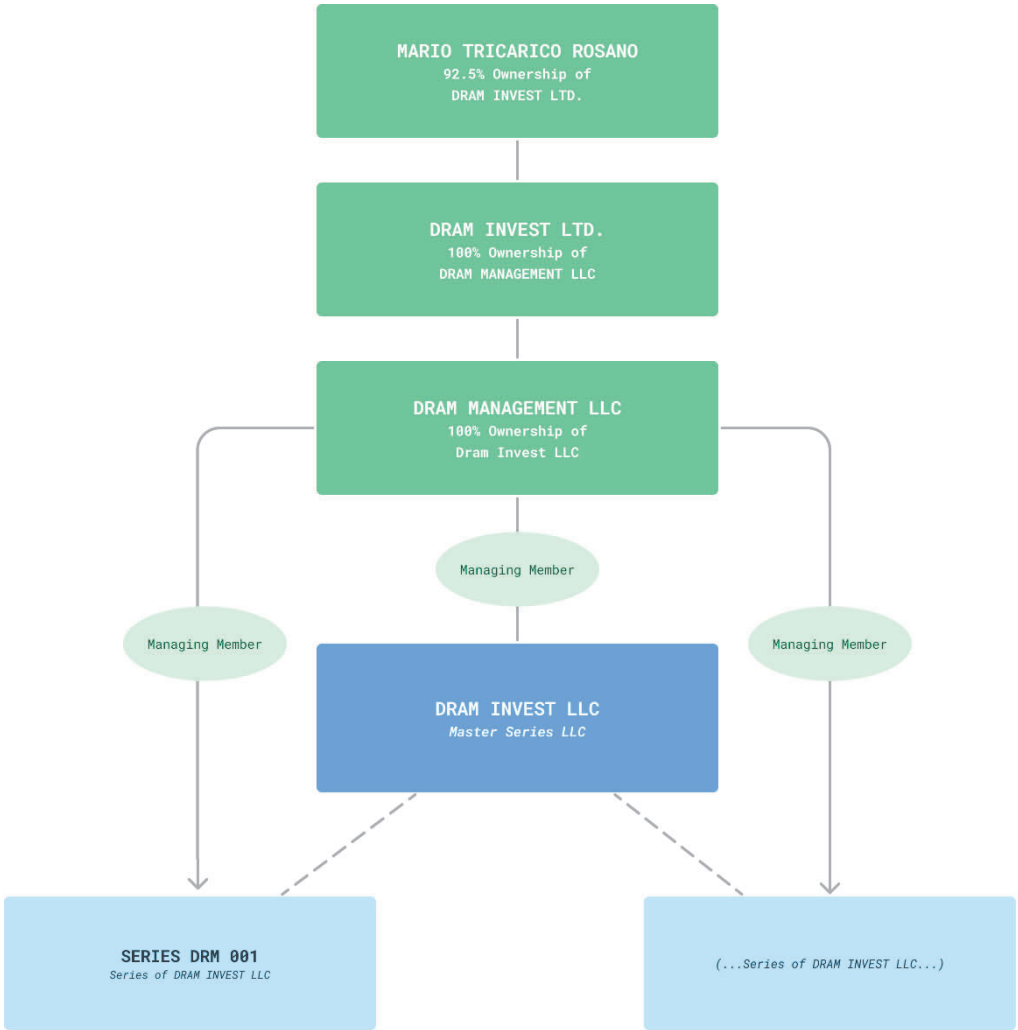 MARIO TRICARICO ROSANO
92.5% Ownership of
DRAM INVEST LTD.
DRAM INVEST LTD.
100% Ownership of
DRAM MANAGEMENT LLC
DRAM MANAGEMENT LLC
100% Ownership of
Dram Invest LLC
Managing Member
Managing Member
Managing Member
DRAM INVEST LLC
Master Series LLC
SERIES DRM 001
Series of DRAM INVEST LLC
(...Series of DRAM INVEST LLC...)